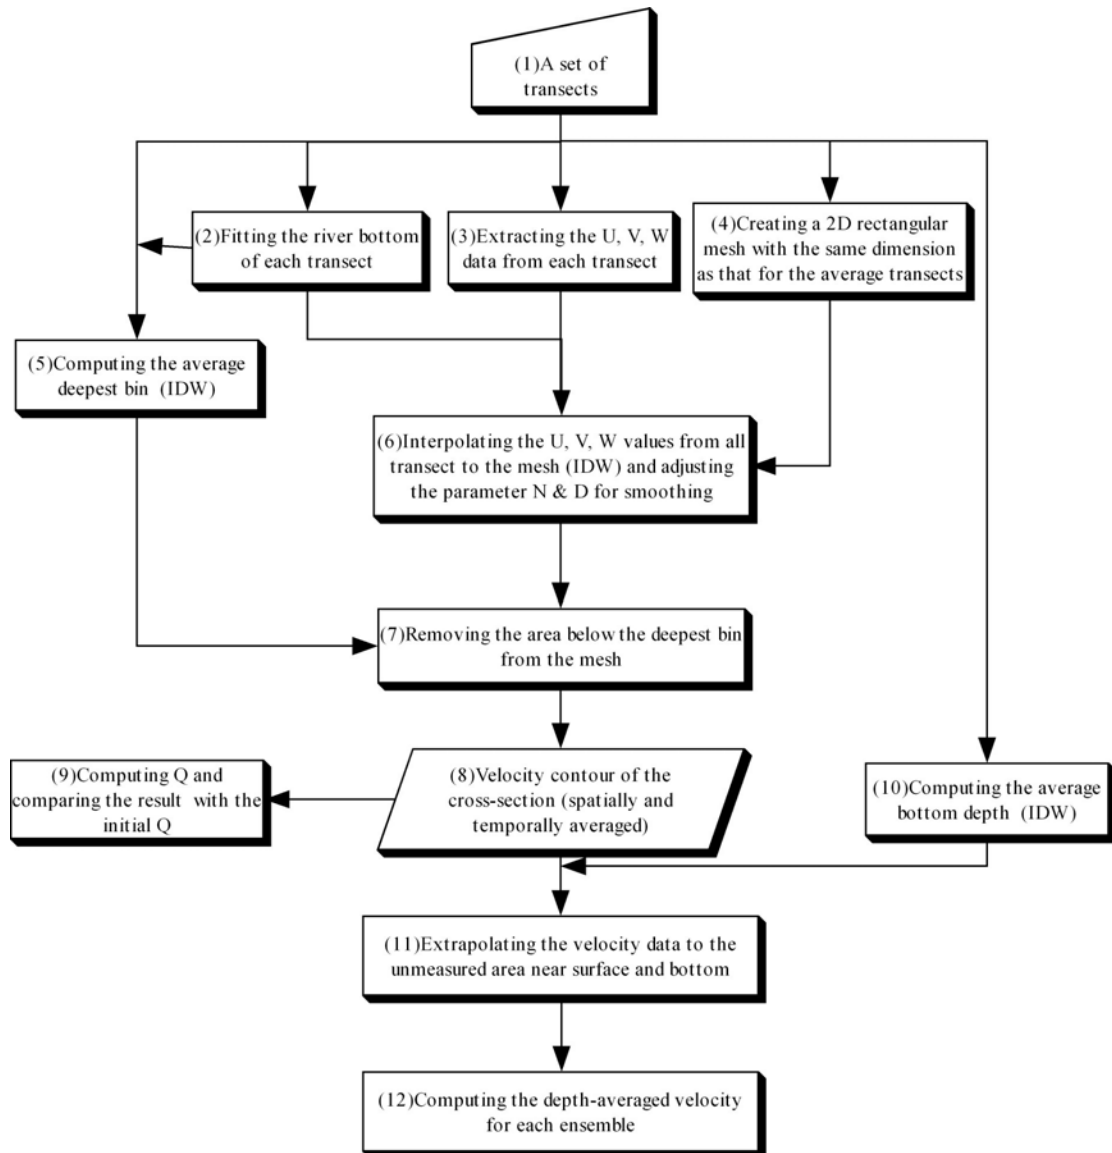 (1)A set of
transects
(2)Fitting the river bottom
of each transect
(3)Extracting the U, V, W
data from each transect
(4)Creating a 2D rectangular
mesh with the same dimension
as that for the average transects
(5)Computing the average
deepest bin (IDW)
(6)Interpolating the U, V, W values from all
transect to the mesh (IDW) and adjusting
the parameter N & D for smoothing
(7)Removing the area below the deepest bin
from the mesh
(8)Velocity contour of the
cross-section (spatially and
temporally averaged)
(9)Computing Q and
comparing the result with the
initial Q
(10)Computing the average
bottom depth (IDW)
(11)Extrapolating the velocity data to the
unmeasured area near surface and bottom
(12)Computing the depth-averaged velocity
for each ensemble